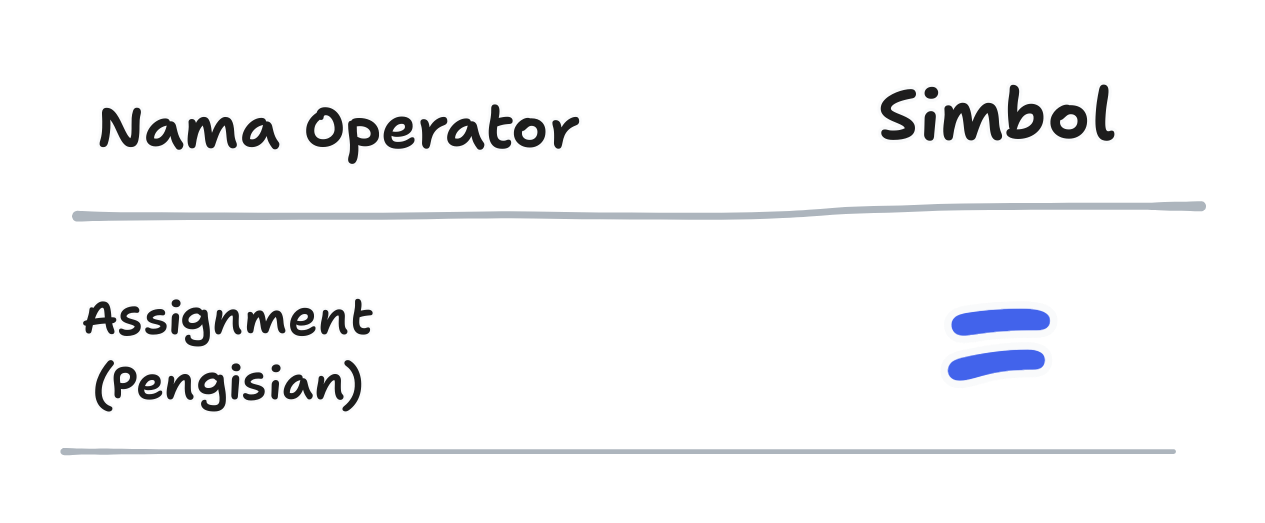 Nama Operator
Simbol
Assignment
(Pengisian)
=